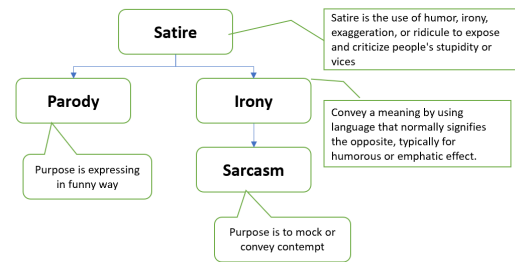 Satire
Satire is the use of humor, irony,
exaggeration, or ridicule to expose
and criticize people's stupidity or
vices
Parody
Irony
Convey a meaning by using
language that normally signifies
the opposite, typically for
humorous or emphatic effect.
Purpose is expressing
in funny way
Sarcasm
Purpose is to mock or
convey contempt